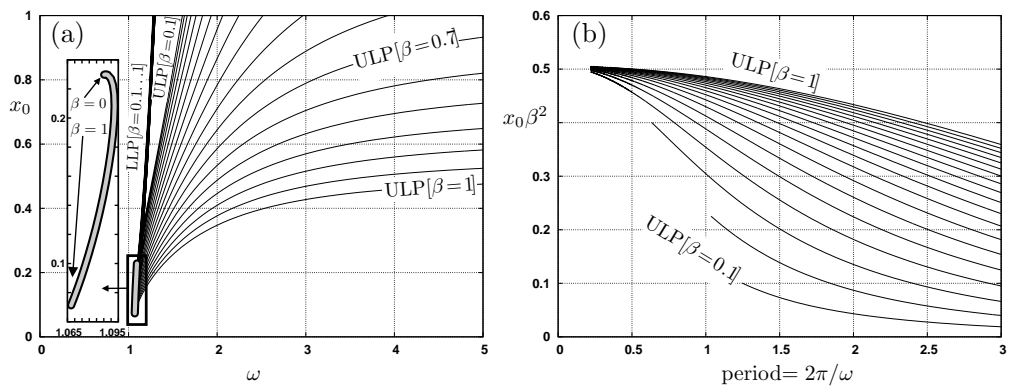 (a)
1
0.8
x₀
0.6
0.4
0.2
0
β=0
0.2
β=1
0.1
1.065 1.095
LLP[β=0.1...1]
ULP[β=0.1]
ULP[β=0.7]
ULP[β=1]
0 1 2 3 4 5
ω
(b)
0.6
0.5
x₀β²
0.4
0.3
0.2
0.1
0
ULP[β=1]
ULP[β=0.1]
0 0.5 1 1.5 2 2.5 3
period= 2π/ω